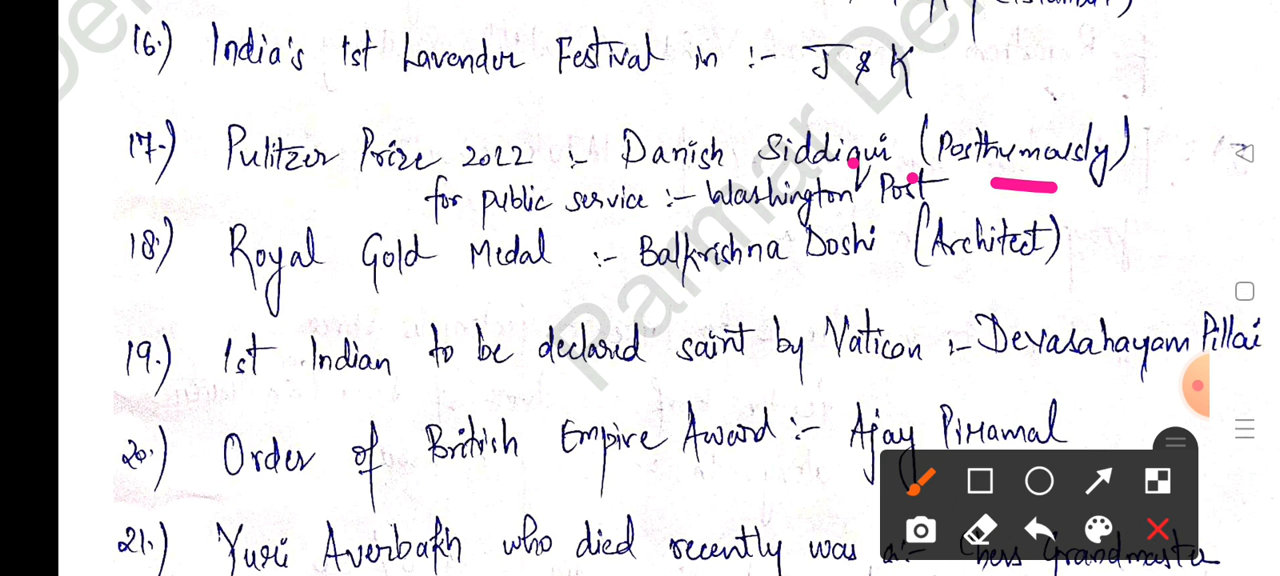 16.) India's 1st Lavender Festival in :- J & K
17.) Pulitzer Prize 2022 :- Danish Siddiqui (Posthumously)
for public service :- Washington Post
18.) Royal Gold Medal :- Balkrishna Doshi (Architect)
19.) 1st Indian to be declared saint by Vatican :- Devasahayam Pillai
20.) Order of British Empire Award :- Ajay Piramal
21.) Yuri Averbakh who died recently was a :- Chess Grandmaster